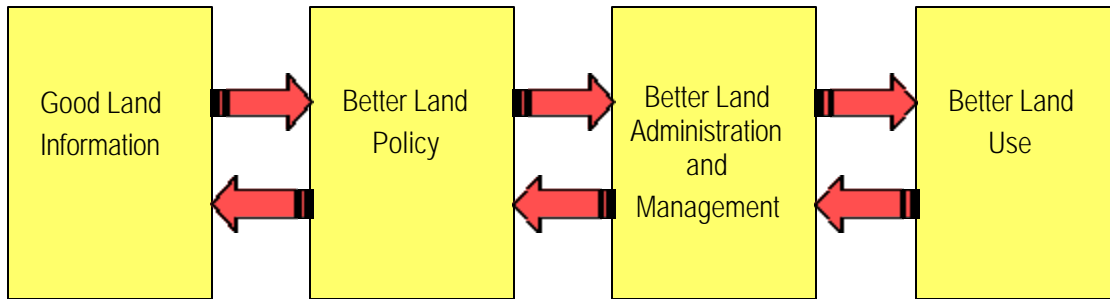 Good Land
Information
Better Land
Policy
Better Land
Administration
and
Management
Better Land
Use